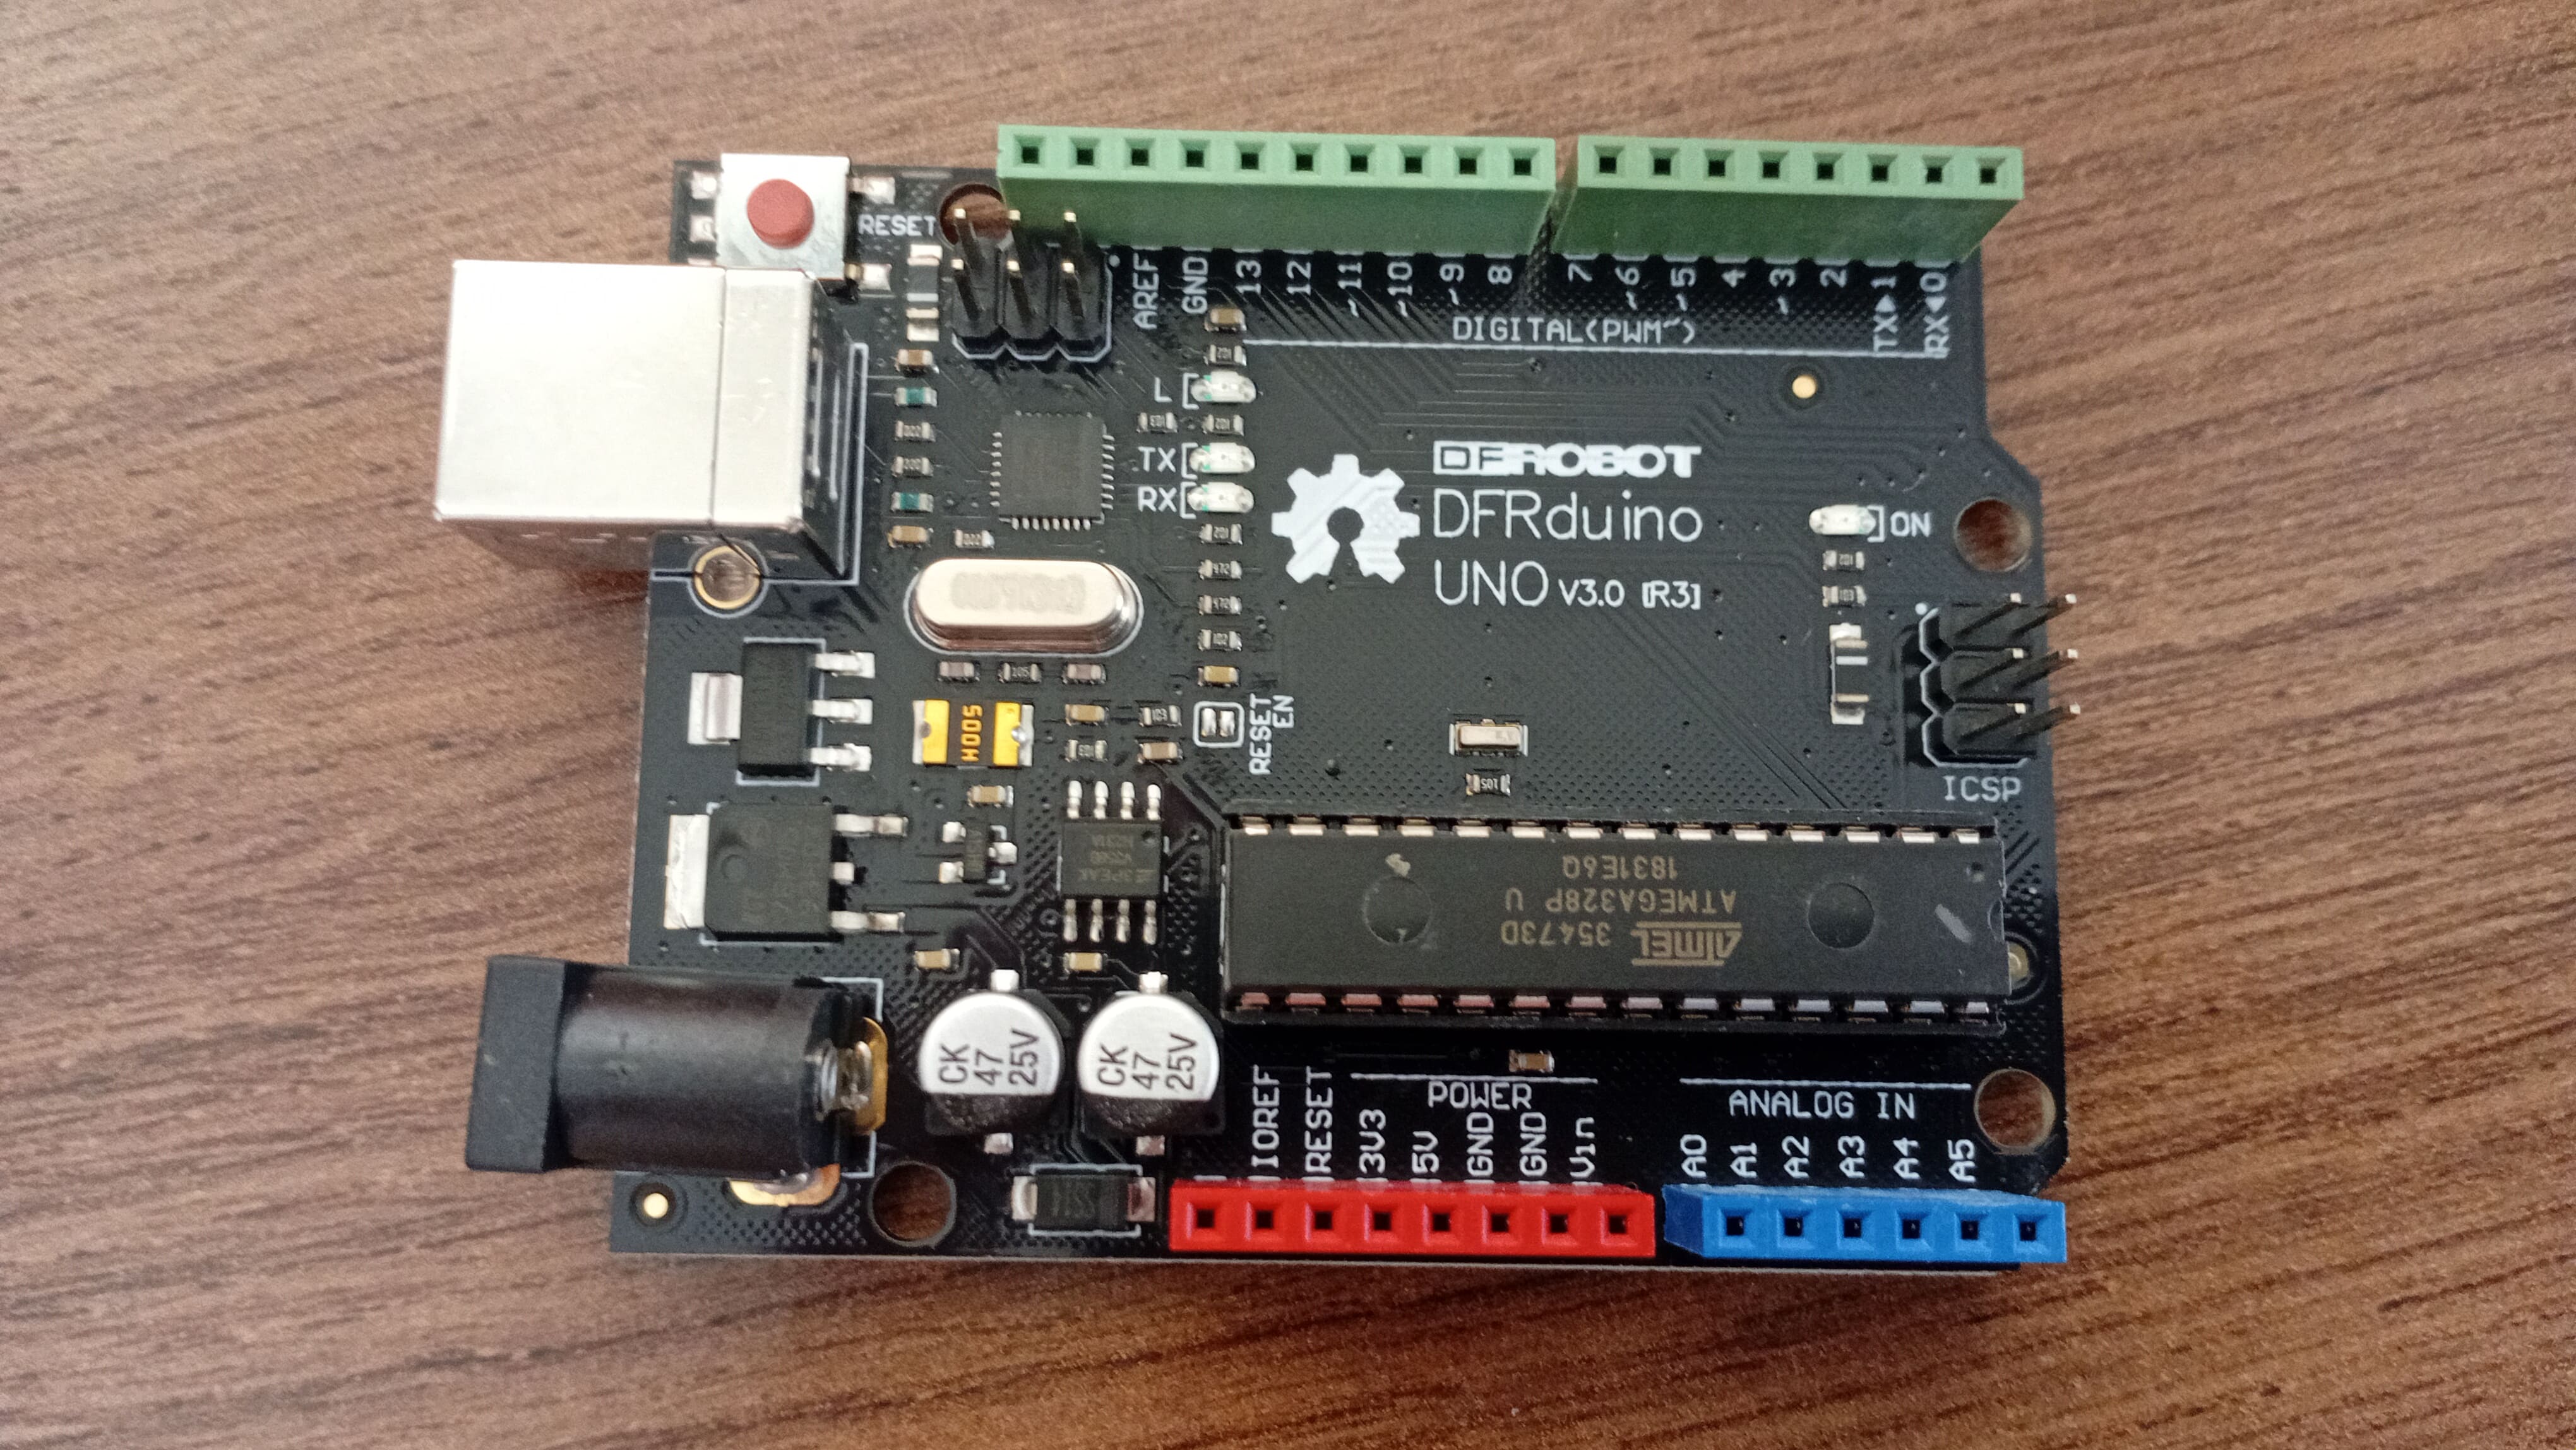 RESET
AREF
GND
13
12
~11
~10
~9
8
7
~6
~5
4
~3
2
TX▶1
RX◀0
DIGITAL(PWM~)
L
TX
RX
DFROBOT
DFRduino
UNO V3.0 [R3]
ON
ICSP
RESET
EN
500H
3PEAK
ATMEL 35473D
ATMEGA328P U
1831E6Q
CK
47
25V
CK
47
25V
POWER
IOREF
RESET
3V3
5V
GND
GND
Vin
ANALOG IN
A0
A1
A2
A3
A4
A5